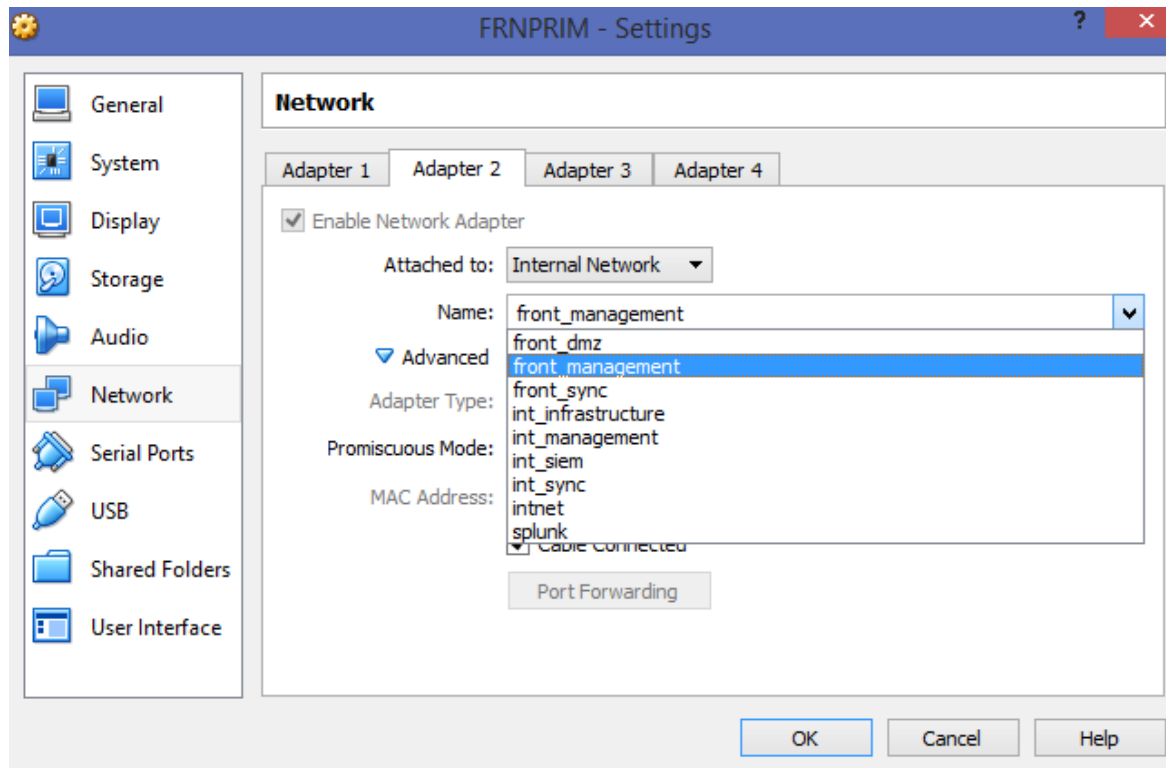 FRNPRIM - Settings
?
General
System
Display
Storage
Audio
Network
Serial Ports
USB
Shared Folders
User Interface
Network
Adapter 1
Adapter 2
Adapter 3
Adapter 4
Enable Network Adapter
Attached to: Internal Network
Name: front_management
front_dmz
Advanced
front_management
front_sync
Adapter Type:
int_infrastructure
int_management
Promiscuous Mode:
int_siem
int_sync
MAC Address:
intnet
splunk
Cable Connected
Port Forwarding
OK
Cancel
Help